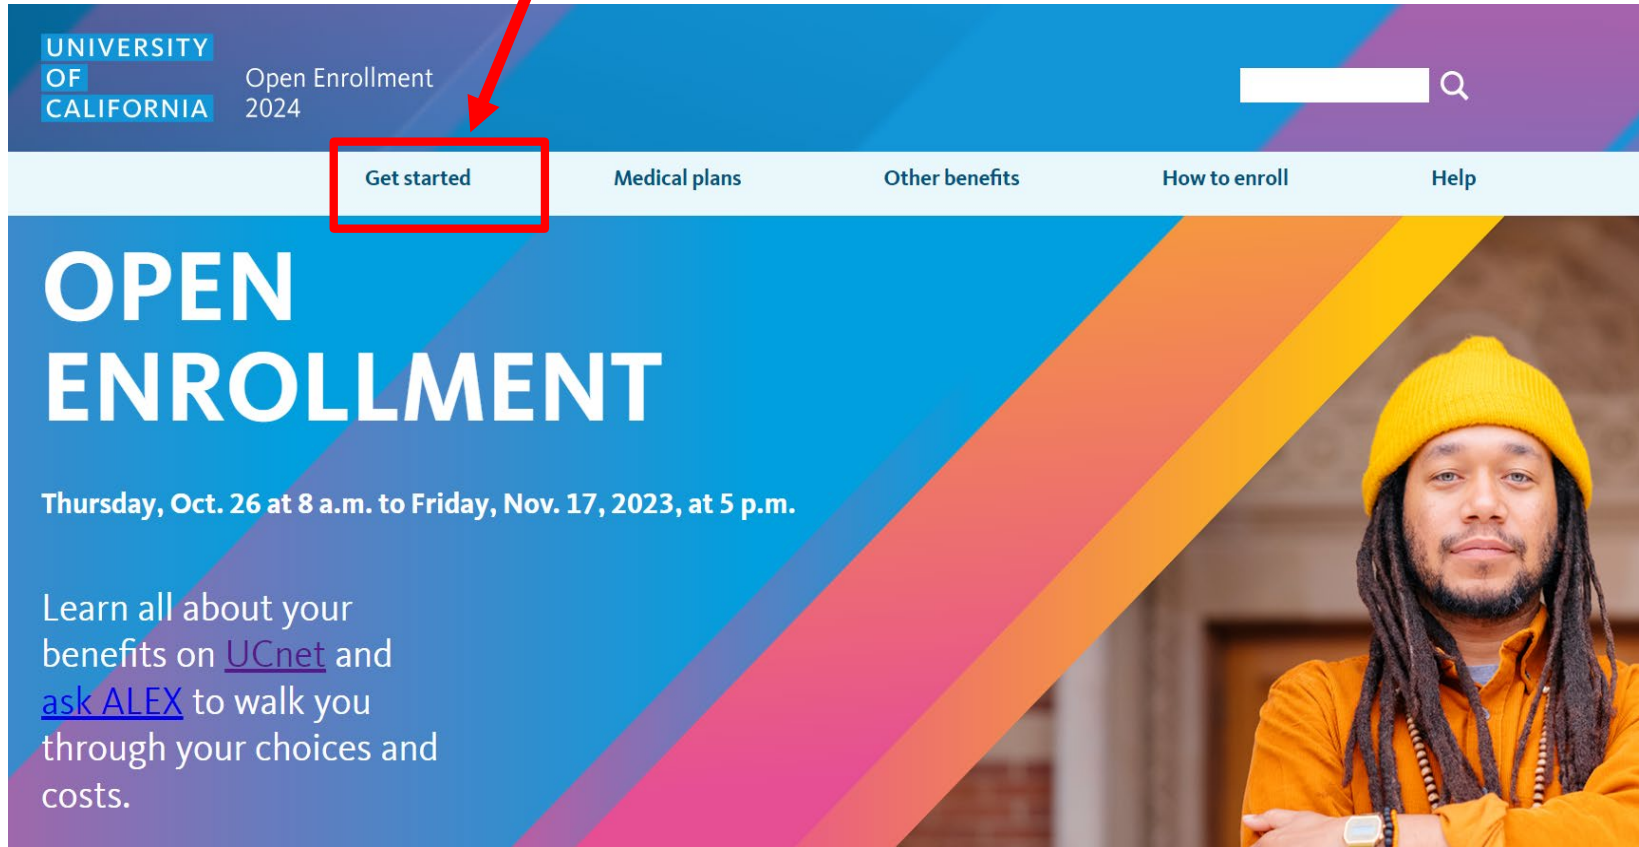 UNIVERSITY
OF
CALIFORNIA
Open Enrollment
2024
Get started
Medical plans
Other benefits
How to enroll
Help
OPEN
ENROLLMENT
Thursday, Oct. 26 at 8 a.m. to Friday, Nov. 17, 2023, at 5 p.m.
Learn all about your
benefits on UCnet and
ask ALEX to walk you
through your choices and
costs.